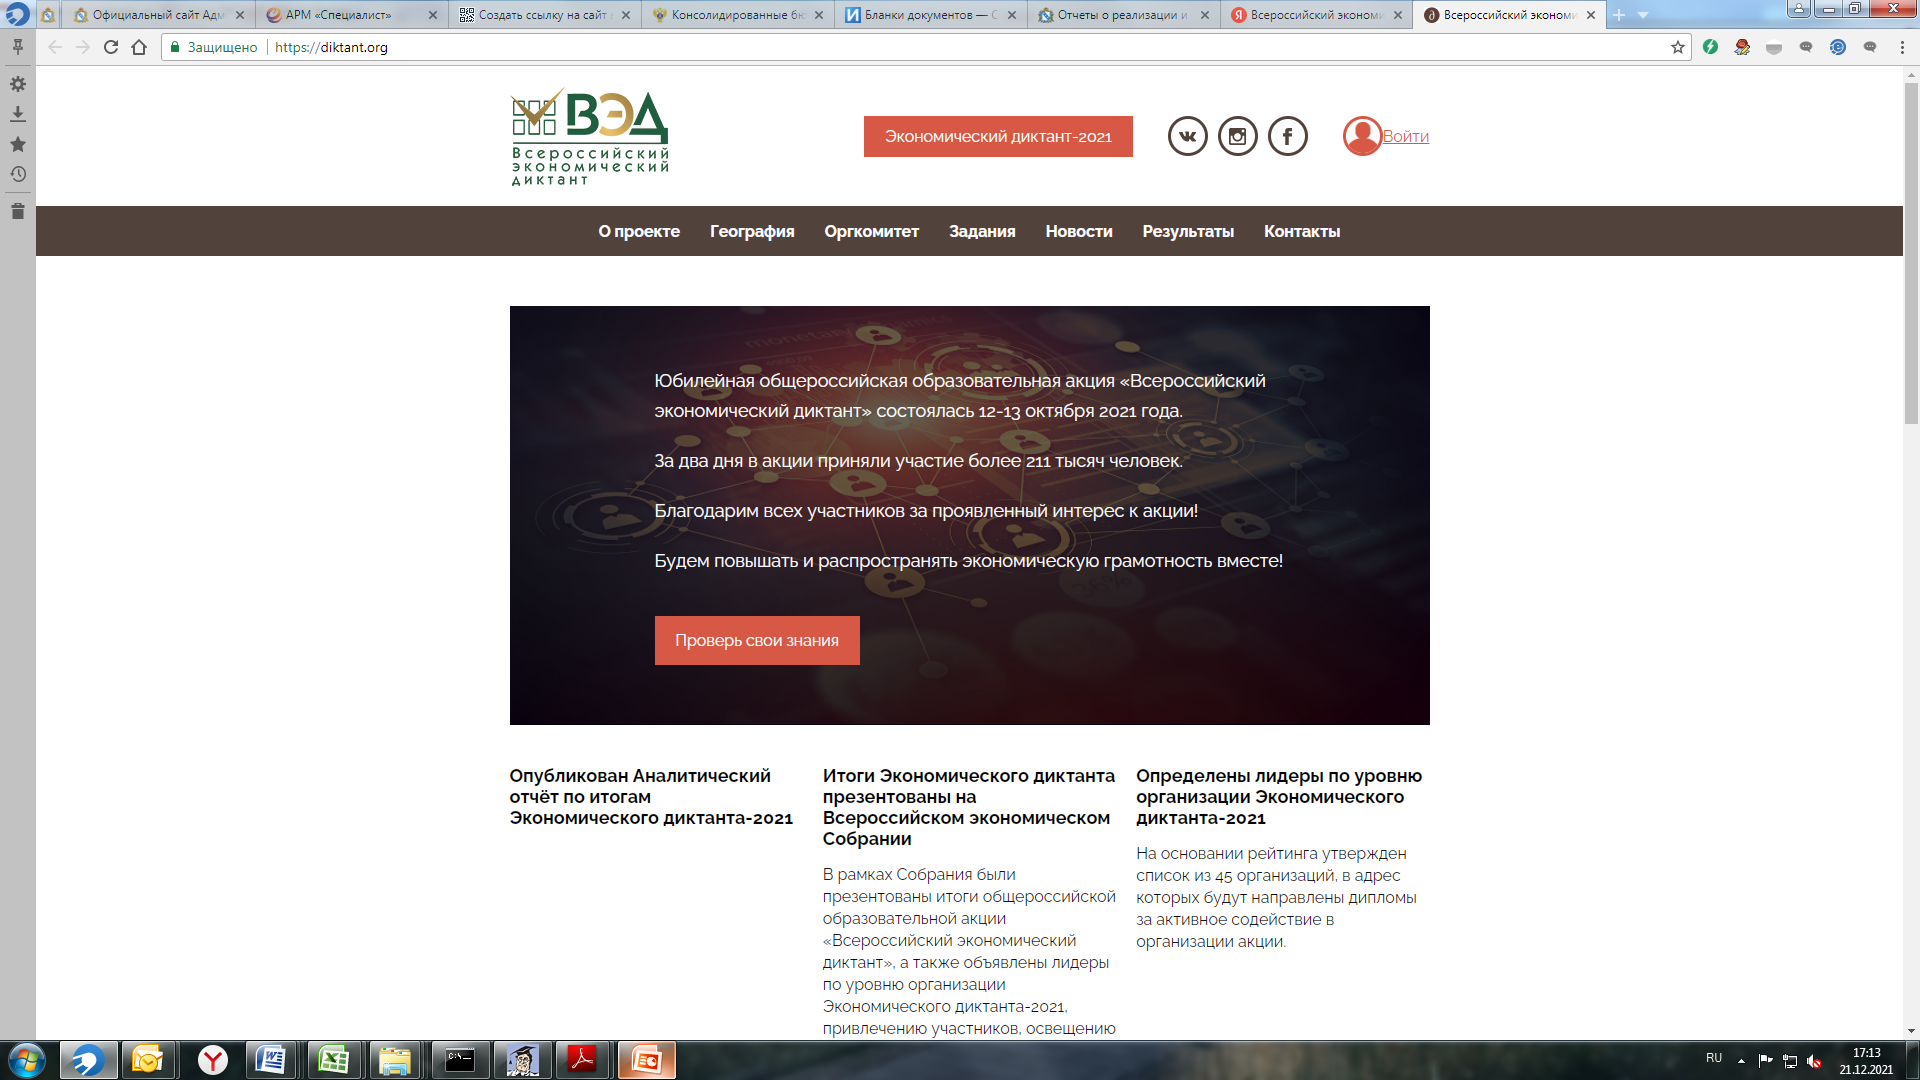 Официальный сайт Адм
АРМ «Специалист»
Создать ссылку на сайт
Консолидированные бю
Бланки документов — С
Отчеты о реализации и
Всероссийский экономи
Всероссийский экономи
Защищено
https://diktant.org
ВЭД
Всероссийский
экономический
диктант
Экономический диктант-2021
Войти
О проекте
География
Оргкомитет
Задания
Новости
Результаты
Контакты
Юбилейная общероссийская образовательная акция «Всероссийский
экономический диктант» состоялась 12-13 октября 2021 года.
За два дня в акции приняли участие более 211 тысяч человек.
Благодарим всех участников за проявленный интерес к акции!
Будем повышать и распространять экономическую грамотность вместе!
Проверь свои знания
Опубликован Аналитический
отчёт по итогам
Экономического диктанта-2021
Итоги Экономического диктанта
презентованы на
Всероссийском экономическом
Собрании
В рамках Собрания были
презентованы итоги общероссийской
образовательной акции
«Всероссийский экономический
диктант», а также объявлены лидеры
по уровню организации
Экономического диктанта-2021,
привлечению участников, освещению
Определены лидеры по уровню
организации Экономического
диктанта-2021
На основании рейтинга утвержден
список из 45 организаций, в адрес
которых будут направлены дипломы
за активное содействие в
организации акции.
RU
17:13
21.12.2021